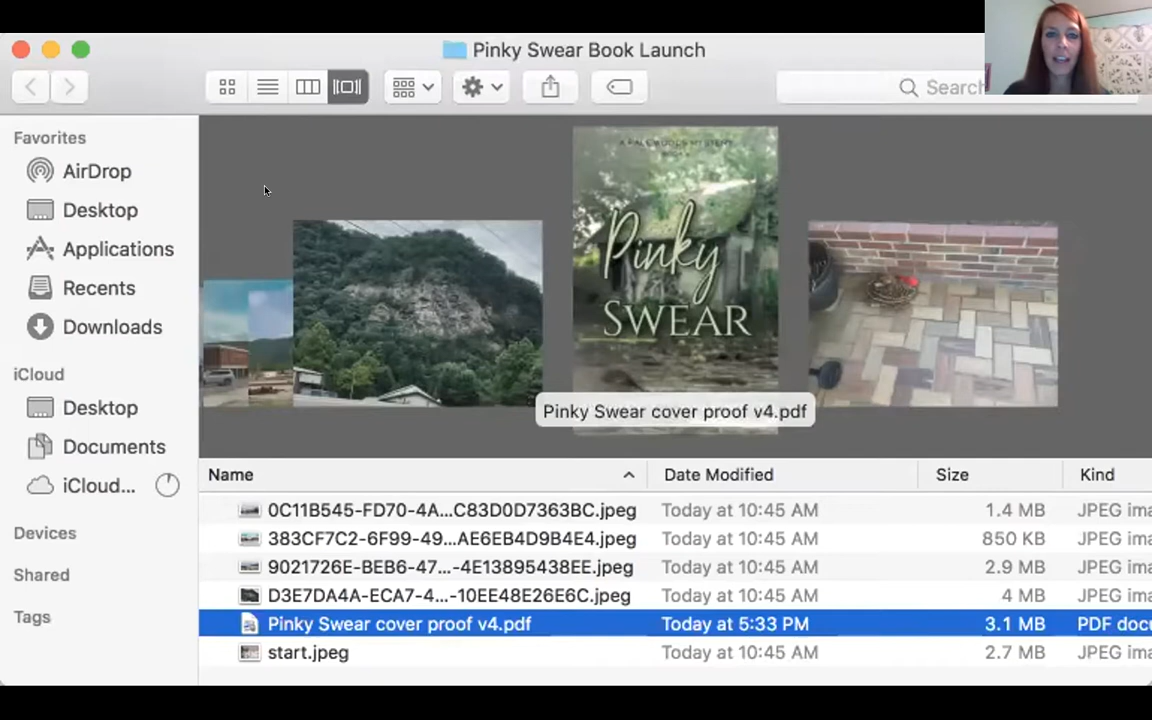 Pinky Swear Book Launch
Search
Favorites
AirDrop
Desktop
Applications
Recents
Downloads
iCloud
Desktop
Documents
iCloud...
Devices
Shared
Tags
A PALE WOODS MYSTERY
Pinky
SWEAR
Pinky Swear cover proof v4.pdf
Name Date Modified Size Kind
0C11B545-FD70-4A...C83D0D7363BC.jpeg Today at 10:45 AM 1.4 MB JPEG ima
383CF7C2-6F99-49...AE6EB4D9B4E4.jpeg Today at 10:45 AM 850 KB JPEG ima
9021726E-BEB6-47...-4E13895438EE.jpeg Today at 10:45 AM 2.9 MB JPEG ima
D3E7DA4A-ECA7-4...-10EE48E26E6C.jpeg Today at 10:45 AM 4 MB JPEG ima
Pinky Swear cover proof v4.pdf Today at 5:33 PM 3.1 MB PDF docu
start.jpeg Today at 10:45 AM 2.7 MB JPEG ima